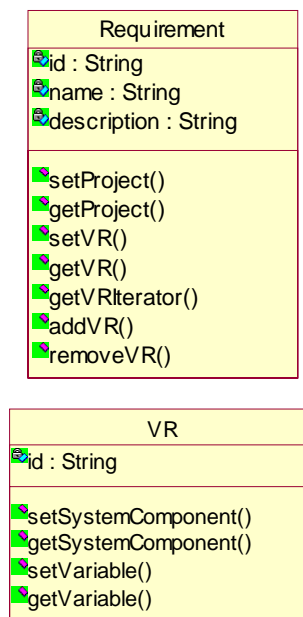 Requirement
id : String
name : String
description : String
setProject()
getProject()
setVR()
getVR()
getVRIterator()
addVR()
removeVR()
VR
id : String
setSystemComponent()
getSystemComponent()
setVariable()
getVariable()